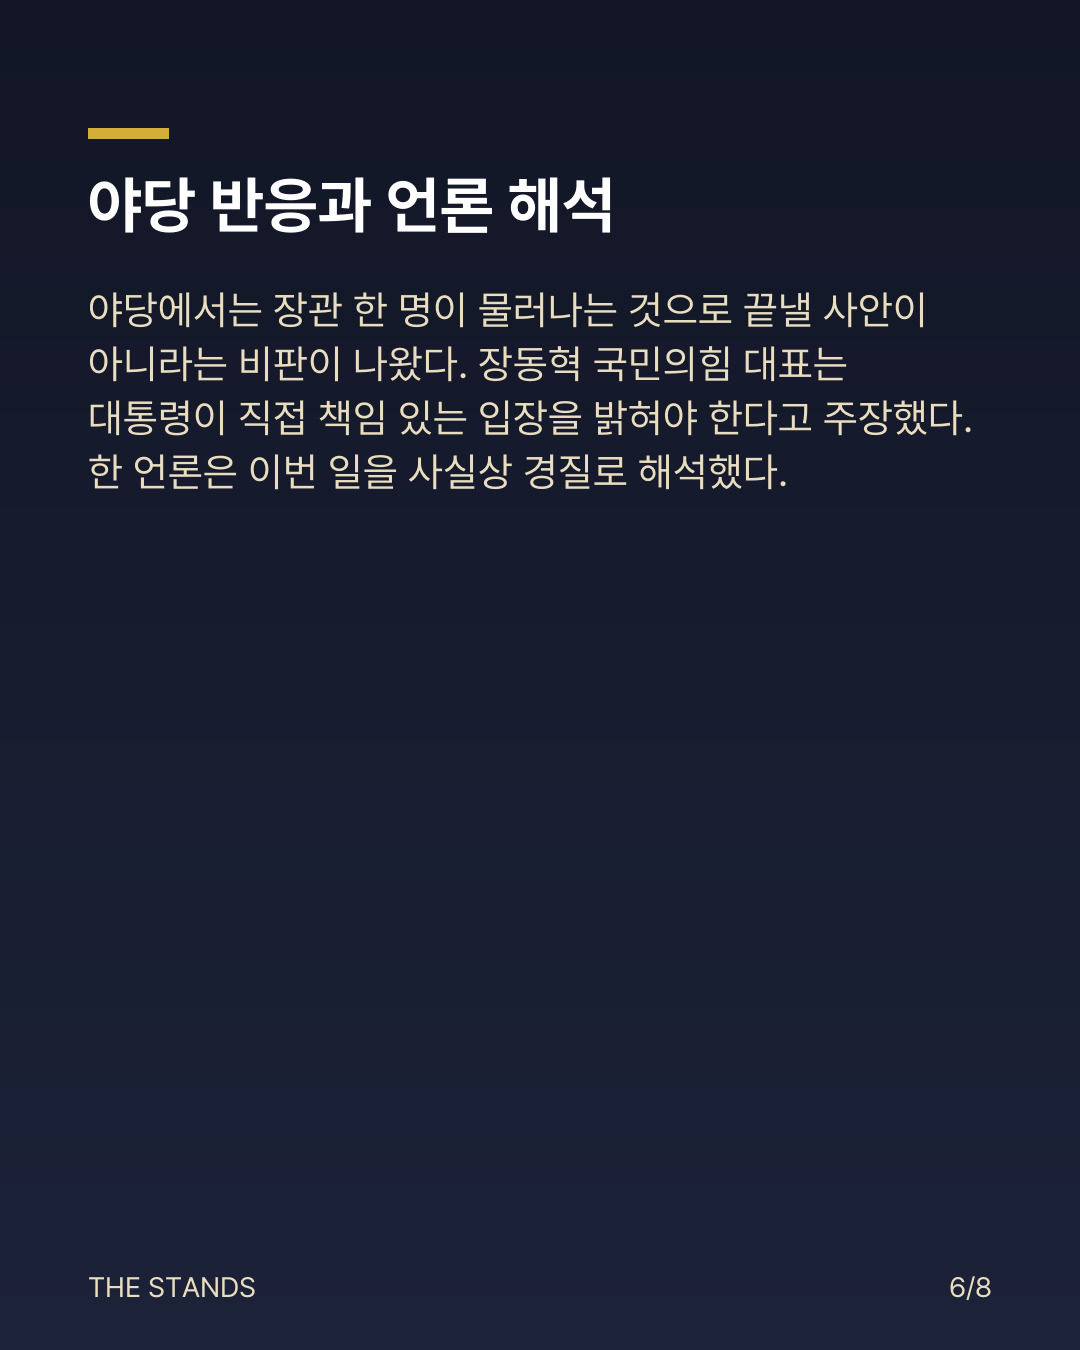 야당 반응과 언론 해석
야당에서는 장관 한 명이 물러나는 것으로 끝낼 사안이
아니라는 비판이 나왔다. 장동혁 국민의힘 대표는
대통령이 직접 책임 있는 입장을 밝혀야 한다고 주장했다.
한 언론은 이번 일을 사실상 경질로 해석했다.
THE STANDS
6/8